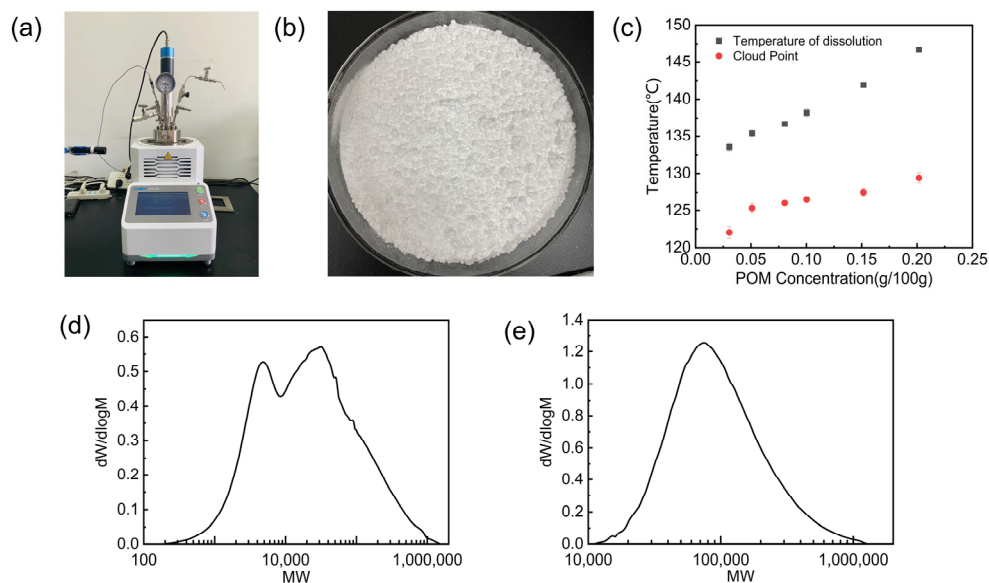 (a)
(b)
(c)
150
145
140
135
130
125
120
Temperature(°C)
Temperature of dissolution
Cloud Point
0.00 0.05 0.10 0.15 0.20 0.25
POM Concentration(g/100g)
(d)
0.6
0.5
0.4
0.3
0.2
0.1
0.0
dW/dlogM
100 10,000 1,000,000
MW
(e)
1.4
1.2
1.0
0.8
0.6
0.4
0.2
0.0
dW/dlogM
10,000 100,000 1,000,000
MW